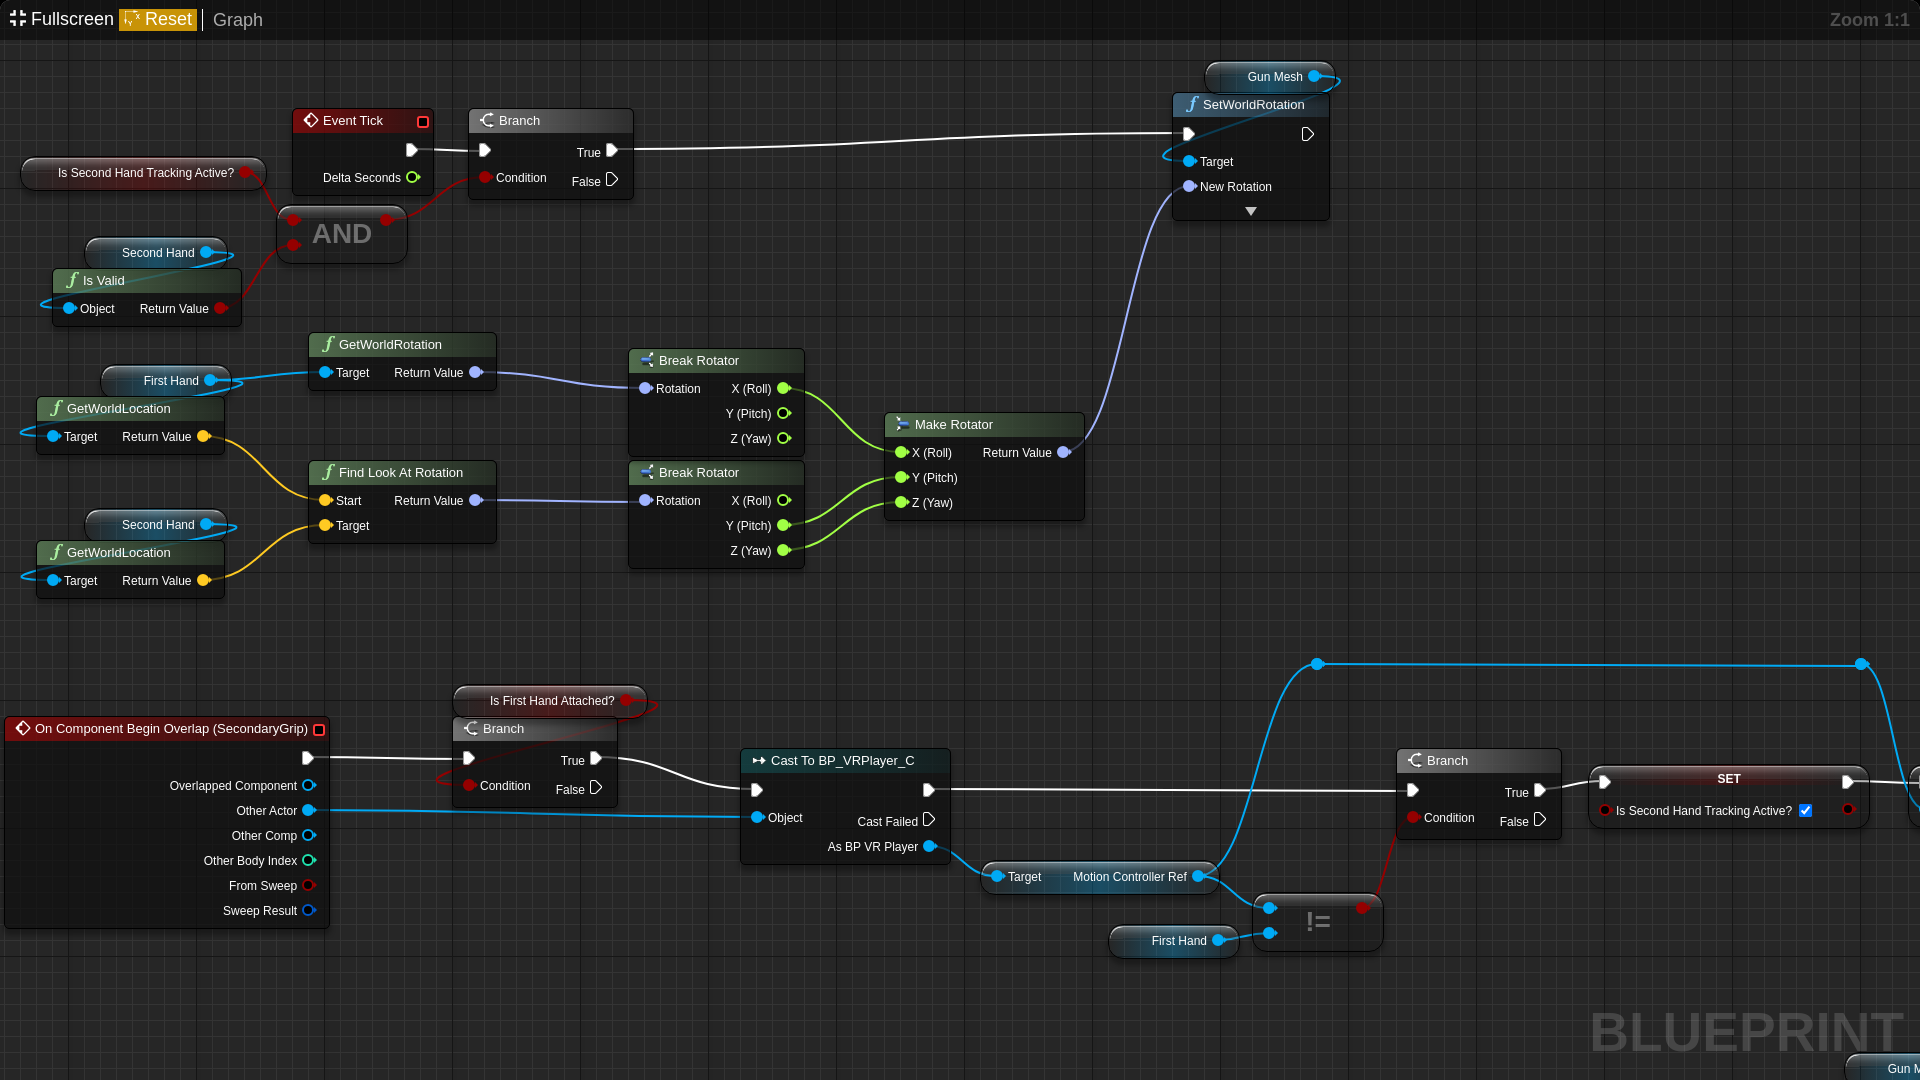 Fullscreen Reset Graph
Zoom 1:1
Gun Mesh
SetWorldRotation
Target
New Rotation
Event Tick
Delta Seconds
Branch
True
Condition
False
Is Second Hand Tracking Active?
AND
Second Hand
Is Valid
Object Return Value
GetWorldRotation
Target Return Value
First Hand
GetWorldLocation
Target Return Value
Break Rotator
Rotation X (Roll)
Y (Pitch)
Z (Yaw)
Make Rotator
X (Roll) Return Value
Y (Pitch)
Z (Yaw)
Find Look At Rotation
Start Return Value
Target
Break Rotator
Rotation X (Roll)
Y (Pitch)
Z (Yaw)
Second Hand
GetWorldLocation
Target Return Value
Is First Hand Attached?
On Component Begin Overlap (SecondaryGrip)
Overlapped Component
Other Actor
Other Comp
Other Body Index
From Sweep
Sweep Result
Branch
True
Condition
False
Cast To BP_VRPlayer_C
Object
Cast Failed
As BP VR Player
Target Motion Controller Ref
First Hand
!=
Branch
True
Condition
False
SET
Is Second Hand Tracking Active?
BLUEPRINT
Gun